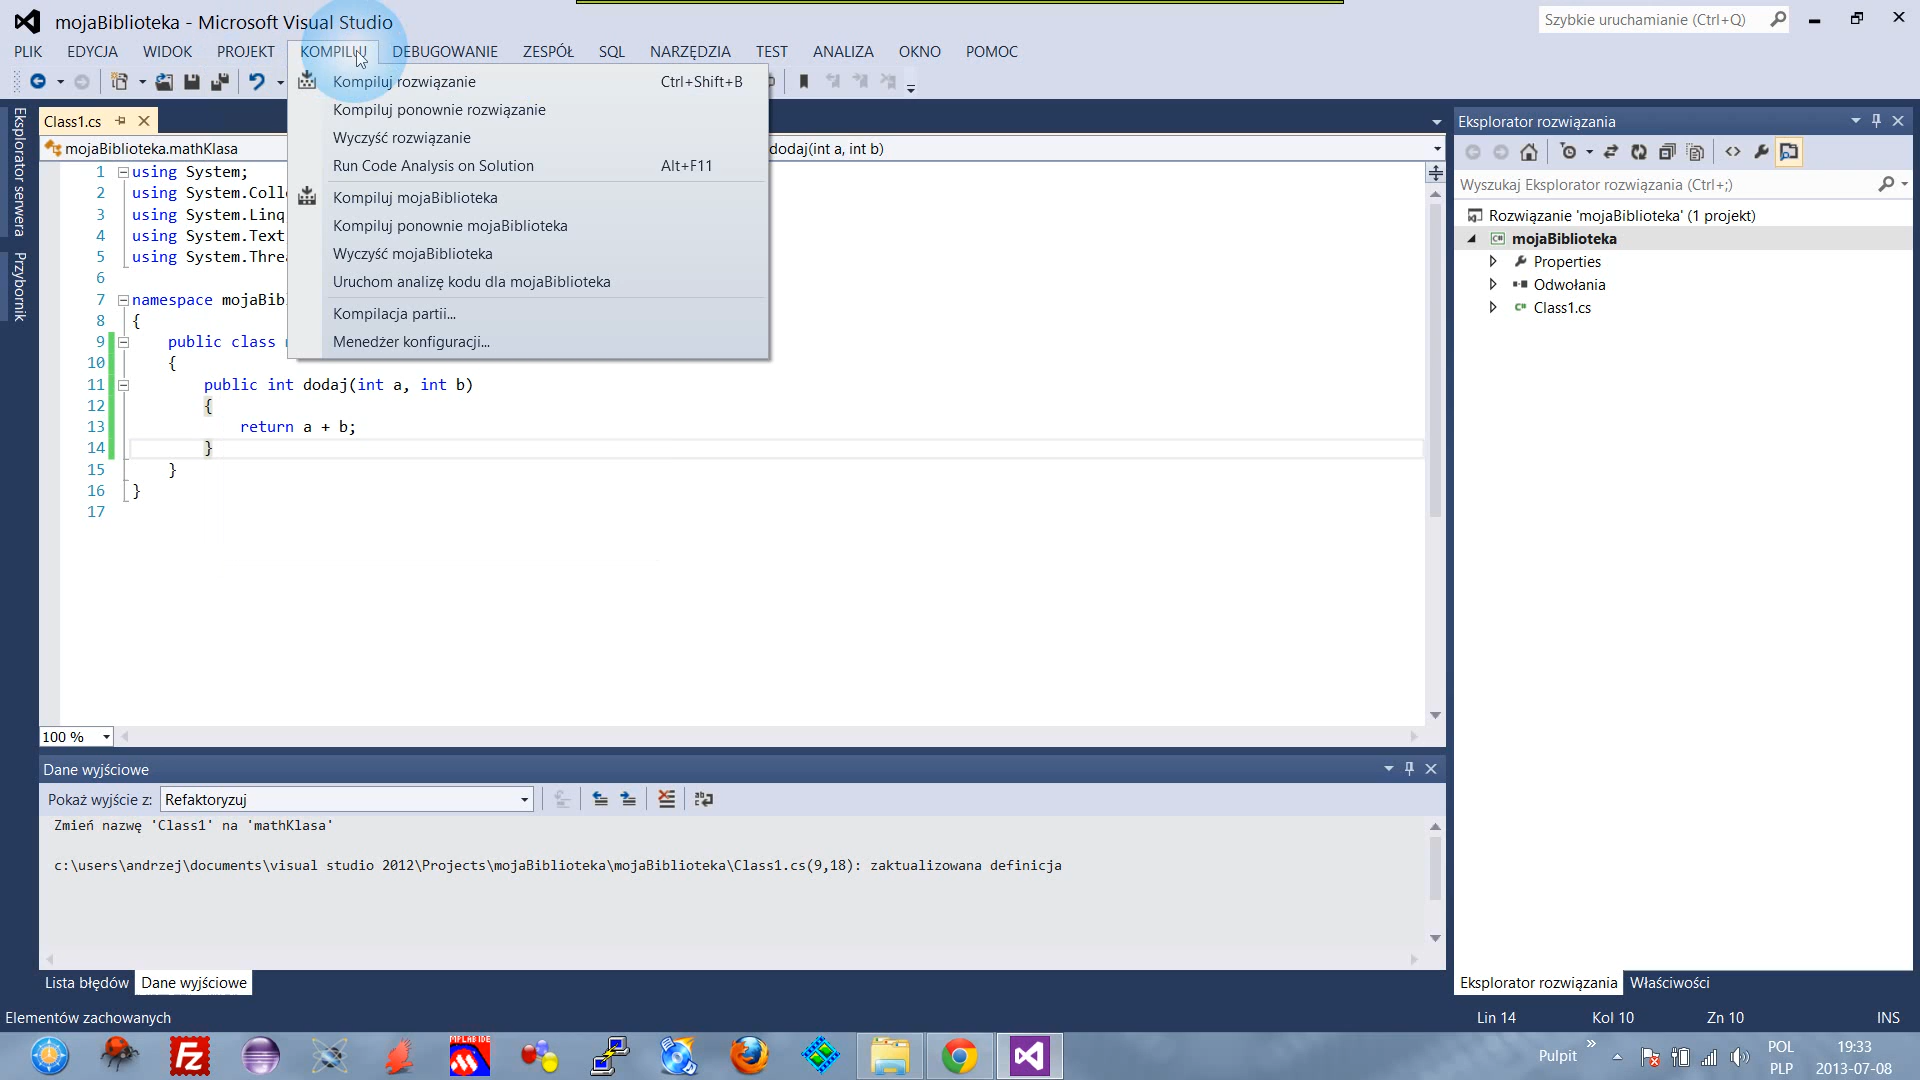 mojaBiblioteka - Microsoft Visual Studio
Szybkie uruchamianie (Ctrl+Q)
PLIK EDYCJA WIDOK PROJEKT KOMPILUJ DEBUGOWANIE ZESPÓŁ SQL NARZĘDZIA TEST ANALIZA OKNO POMOC
Kompiluj rozwiązanie Ctrl+Shift+B
Kompiluj ponownie rozwiązanie
Wyczyść rozwiązanie
Run Code Analysis on Solution Alt+F11
Kompiluj mojaBiblioteka
Kompiluj ponownie mojaBiblioteka
Wyczyść mojaBiblioteka
Uruchom analizę kodu dla mojaBiblioteka
Kompilacja partii...
Menedżer konfiguracji...
Eksplorator serwera
Przybornik
Class1.cs
mojaBiblioteka.mathKlasa
dodaj(int a, int b)
1 using System;
2 using System.Coll
3 using System.Linq
4 using System.Text
5 using System.Threa
6
7 namespace mojaBib
8 {
9 public class
10 {
11 public int dodaj(int a, int b)
12 {
13 return a + b;
14 }
15 }
16 }
17
100 %
Dane wyjściowe
Pokaż wyjście z: Refaktoryzuj
Zmień nazwę 'Class1' na 'mathKlasa'
c:\users\andrzej\documents\visual studio 2012\Projects\mojaBiblioteka\mojaBiblioteka\Class1.cs(9,18): zaktualizowana definicja
Lista błędów Dane wyjściowe
Eksplorator rozwiązania
Wyszukaj Eksplorator rozwiązania (Ctrl+;)
Rozwiązanie 'mojaBiblioteka' (1 projekt)
C# mojaBiblioteka
Properties
Odwołania
C# Class1.cs
Eksplorator rozwiązania Właściwości
Elementów zachowanych Lin 14 Kol 10 Zn 10 INS
Fz
MPLAB IDE
Pulpit »
POL
PLP
19:33
2013-07-08